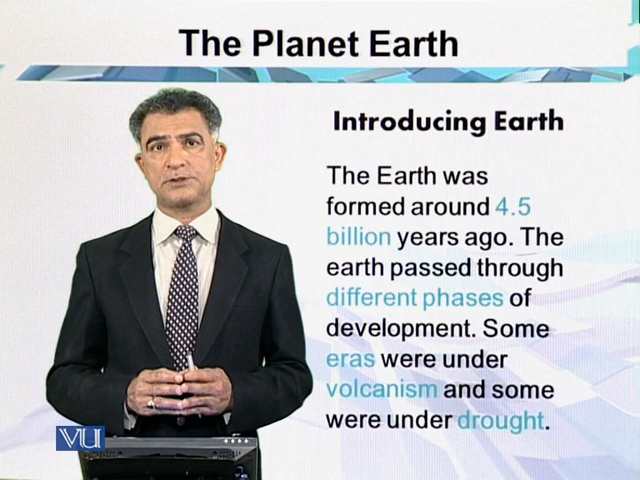 The Planet Earth
Introducing Earth
The Earth was
formed around 4.5
billion years ago. The
earth passed through
different phases of
development. Some
eras were under
volcanism and some
were under drought.
VU